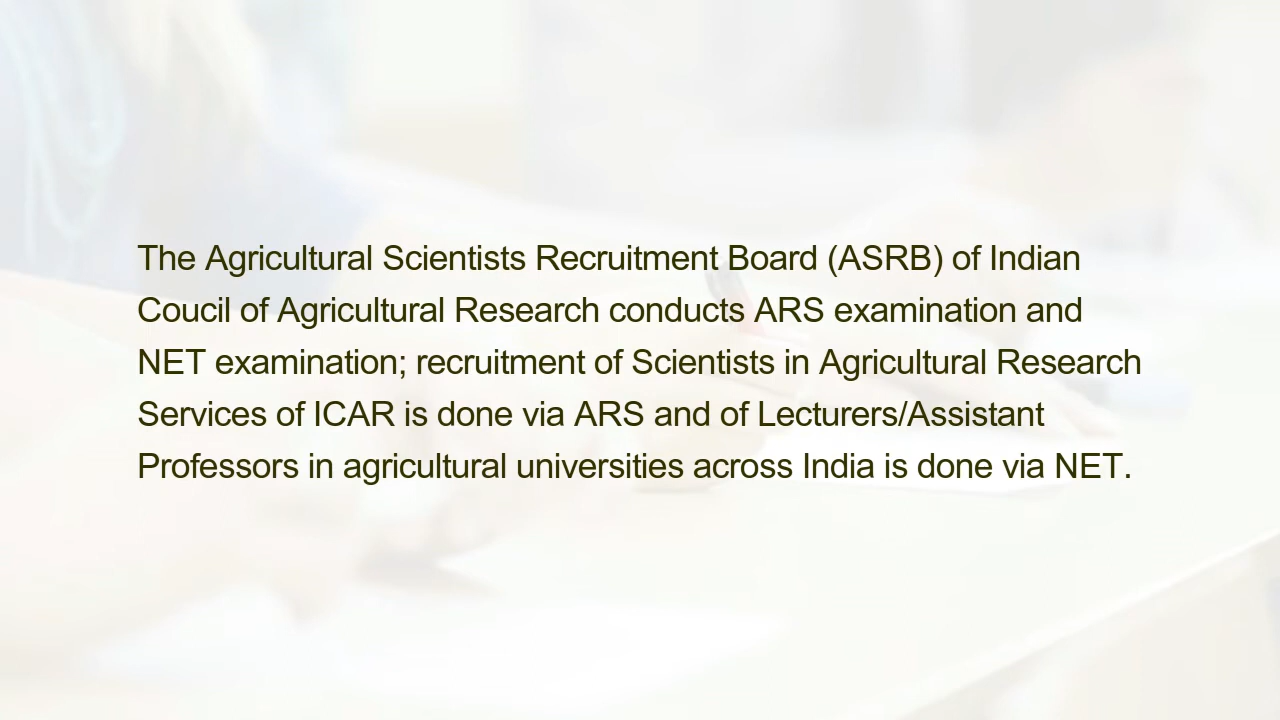 The Agricultural Scientists Recruitment Board (ASRB) of Indian
Coucil of Agricultural Research conducts ARS examination and
NET examination; recruitment of Scientists in Agricultural Research
Services of ICAR is done via ARS and of Lecturers/Assistant
Professors in agricultural universities across India is done via NET.